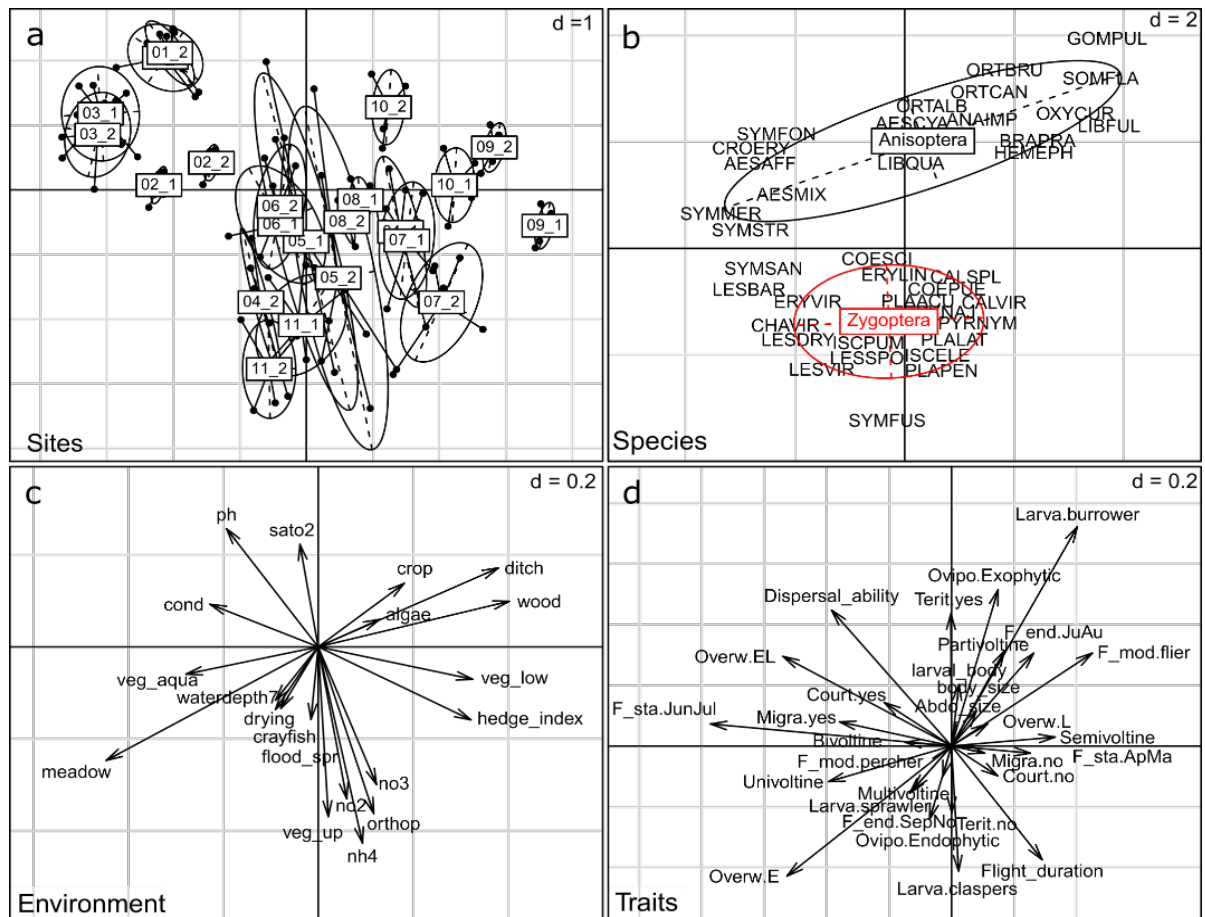 a
d =1
01_2
03_1
03_2
02_1
02_2
10_2
09_2
10_1
09_1
08_1
06_2
06_1
08_2
05_1
07_1
05_2
07_2
04_2
11_1
11_2
Sites
b
d = 2
GOMPUL
ORTBRU
SOMFLA
ORTCAN
ORTALB
OXYCUR
AESCYA
ANAIMP
LIBFUL
SYMFON
Anisoptera
BRAPRA
CROERY
HEMEPH
AESAFF
LIBQUA
AESMIX
SYMMER
SYMSTR
COESCI
SYMSAN
ERYLIN
CALSPL
LESBAR
COEPUE
ERYVIR
PLAACU
CALVIR
NAJ
CHAVIR
Zygoptera
PYRNYM
LESDRY
ISCPUM
PLALAT
LESSPO
ISCELE
LESVIR
PLAPEN
SYMFUS
Species
c
d = 0.2
ph
sato2
crop
ditch
cond
algae
wood
veg_aqua
veg_low
waterdepth7
drying
hedge_index
crayfish
flood_spr
meadow
no3
no2
orthop
veg_up
nh4
Environment
d
d = 0.2
Larva.burrower
Ovipo.Exophytic
Dispersal_ability
Terit.yes
F_end.JuAu
Partivoltine
Overw.EL
F_mod.flier
larval_body
body_size
Court.yes
Abdo_size
F_sta.JunJul
Migra.yes
Overw.L
Bivoltine
Semivoltine
F_mod.percher
Migra.no
F_sta.ApMa
Univoltine
Court.no
Multivoltine
Larva.sprawler
F_end.SepNo
Terit.no
Ovipo.Endophytic
Overw.E
Flight_duration
Larva.claspers
Traits